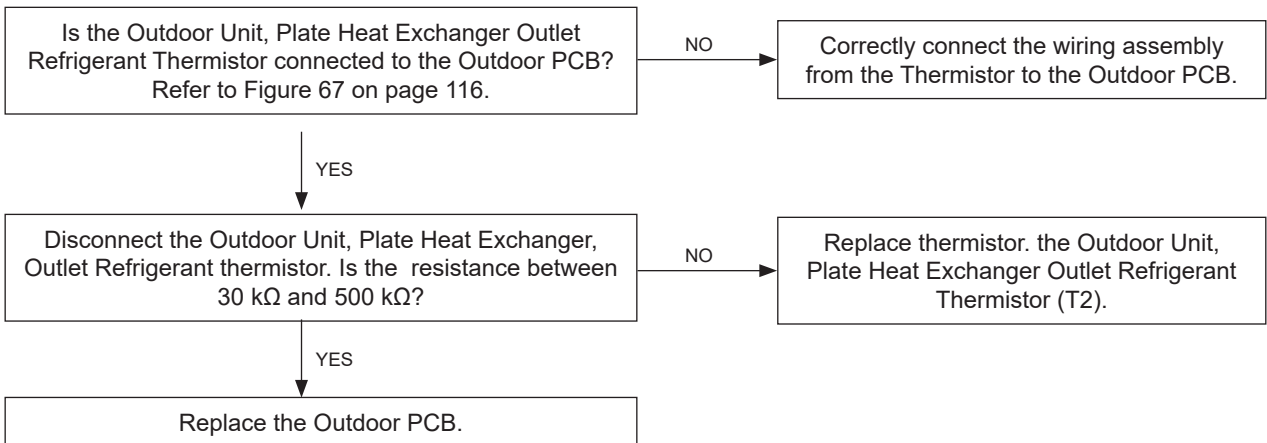 Is the Outdoor Unit, Plate Heat Exchanger Outlet
Refrigerant Thermistor connected to the Outdoor PCB?
Refer to Figure 67 on page 116.
NO
Correctly connect the wiring assembly
from the Thermistor to the Outdoor PCB.
YES
Disconnect the Outdoor Unit, Plate Heat Exchanger,
Outlet Refrigerant thermistor. Is the resistance between
30 kΩ and 500 kΩ?
NO
Replace thermistor. the Outdoor Unit,
Plate Heat Exchanger Outlet Refrigerant
Thermistor (T2).
YES
Replace the Outdoor PCB.